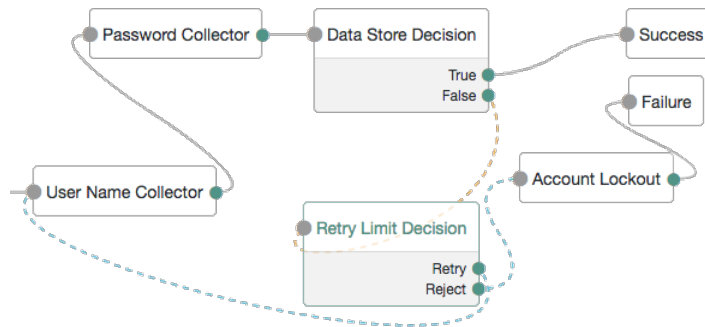 Password Collector
Data Store Decision
Success
True
False
Failure
User Name Collector
Account Lockout
Retry Limit Decision
Retry
Reject